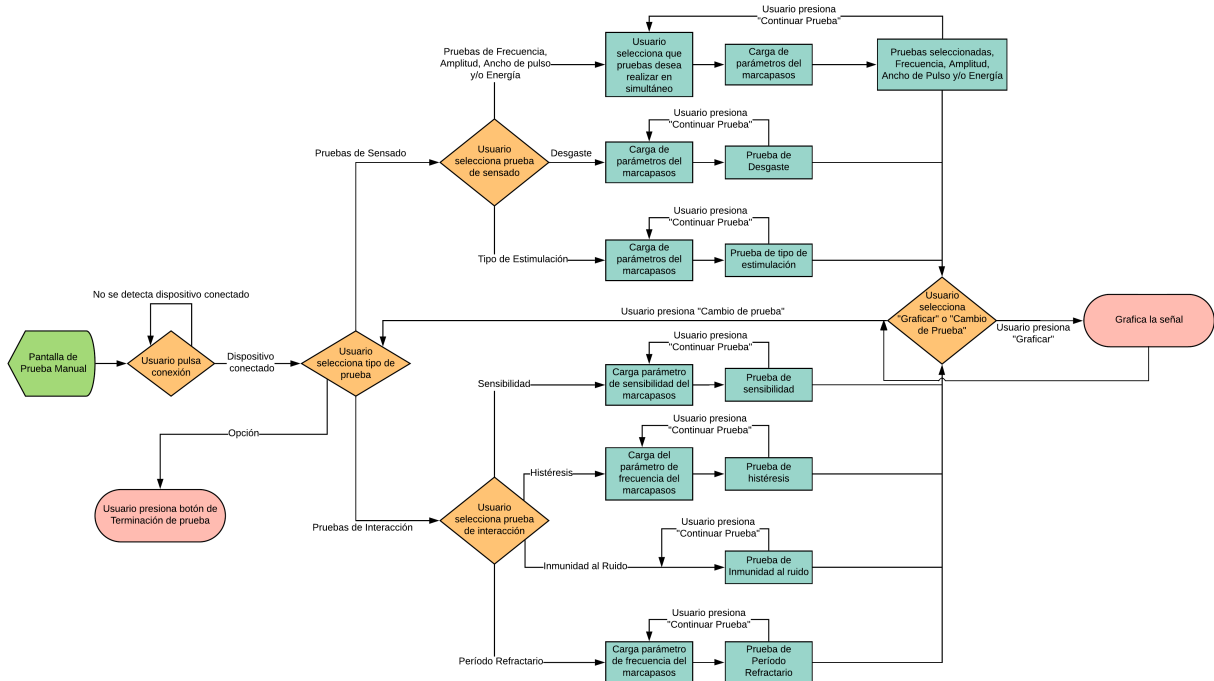 Usuario presiona
"Continuar Prueba"
Pruebas de Frecuencia,
Amplitud, Ancho de pulso
y/o Energía
Usuario
selecciona que
pruebas desea
realizar en
simultáneo
Carga de
parámetros del
marcapasos
Pruebas seleccionadas,
Frecuencia, Amplitud,
Ancho de Pulso y/o Energía
Usuario presiona
"Continuar Prueba"
Pruebas de Sensado
Usuario
selecciona prueba
de sensado
Desgaste
Carga de
parámetros del
marcapasos
Prueba de
Desgaste
Usuario presiona
"Continuar Prueba"
Tipo de Estimulación
Carga de
parámetros del
marcapasos
Prueba de tipo de
estimulación
No se detecta dispositivo conectado
Usuario presiona "Cambio de prueba"
Usuario
selecciona
"Graficar" o "Cambio
de Prueba"
Usuario presiona
"Graficar"
Grafica la señal
Pantalla de
Prueba Manual
Usuario pulsa
conexión
Dispositivo
conectado
Usuario
selecciona tipo de
prueba
Usuario presiona
"Continuar Prueba"
Sensibilidad
Carga parámetro
de sensibilidad del
marcapasos
Prueba de
sensibilidad
Opción
Usuario presiona botón de
Terminación de prueba
Usuario presiona
"Continuar Prueba"
Histéresis
Carga del
parámetro de
frecuencia del
marcapasos
Prueba de
histéresis
Pruebas de Interacción
Usuario
selecciona prueba
de interacción
Usuario presiona
"Continuar Prueba"
Inmunidad al Ruido
Prueba de
Inmunidad al ruido
Usuario presiona
"Continuar Prueba"
Período Refractario
Carga parámetro
de frecuencia del
marcapasos
Prueba de
Período
Refractario